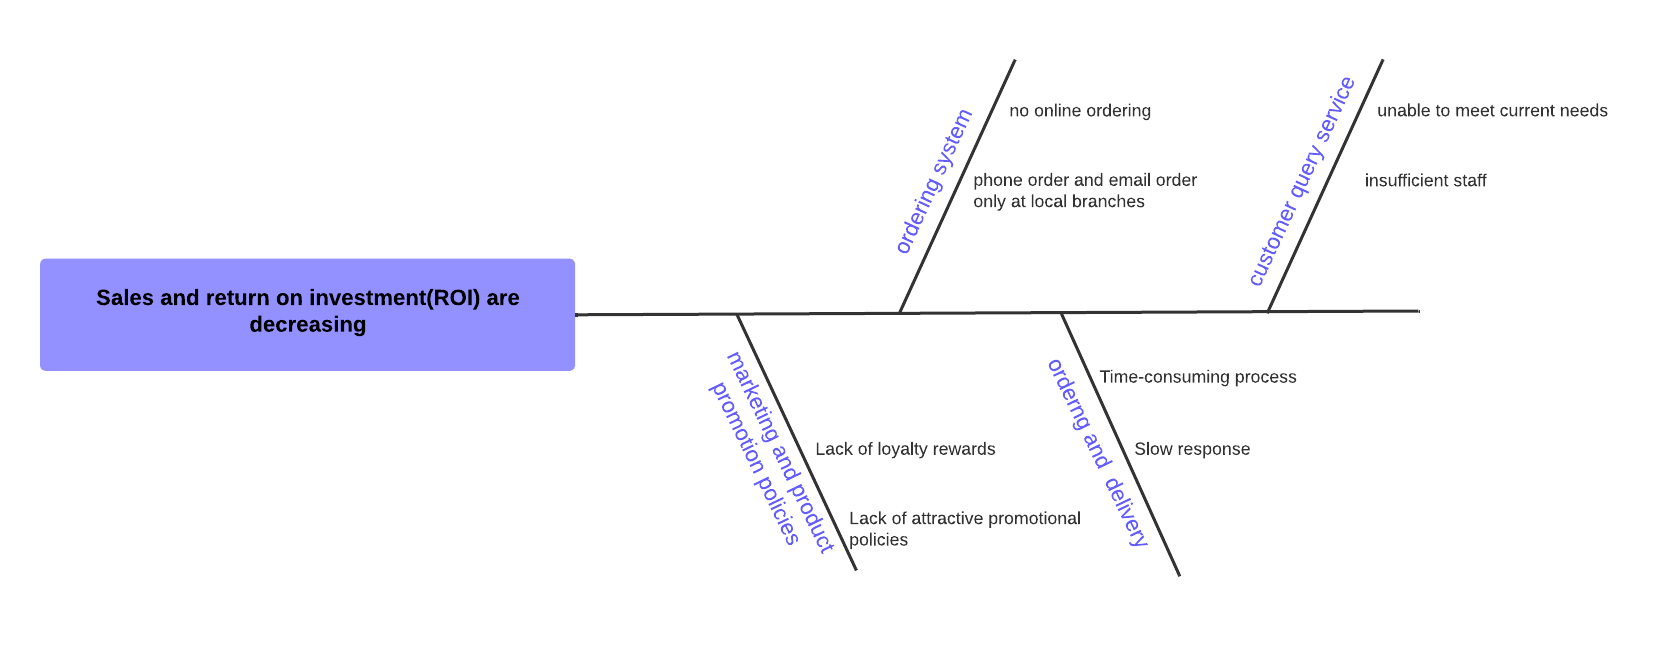 Sales and return on investment(ROI) are
decreasing
ordering system
no online ordering
phone order and email order
only at local branches
customer query service
unable to meet current needs
insufficient staff
marketing and product
promotion policies
Lack of loyalty rewards
Lack of attractive promotional
policies
orderng and  delivery
Time-consuming process
Slow response